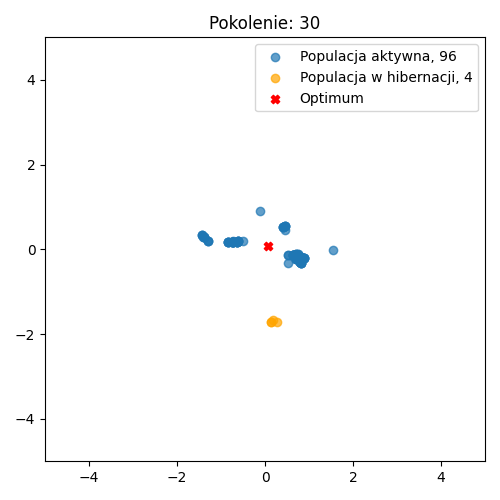 Pokolenie: 30
Populacja aktywna, 96
Populacja w hibernacji, 4
Optimum
4
2
0
−2
−4
−4 −2 0 2 4